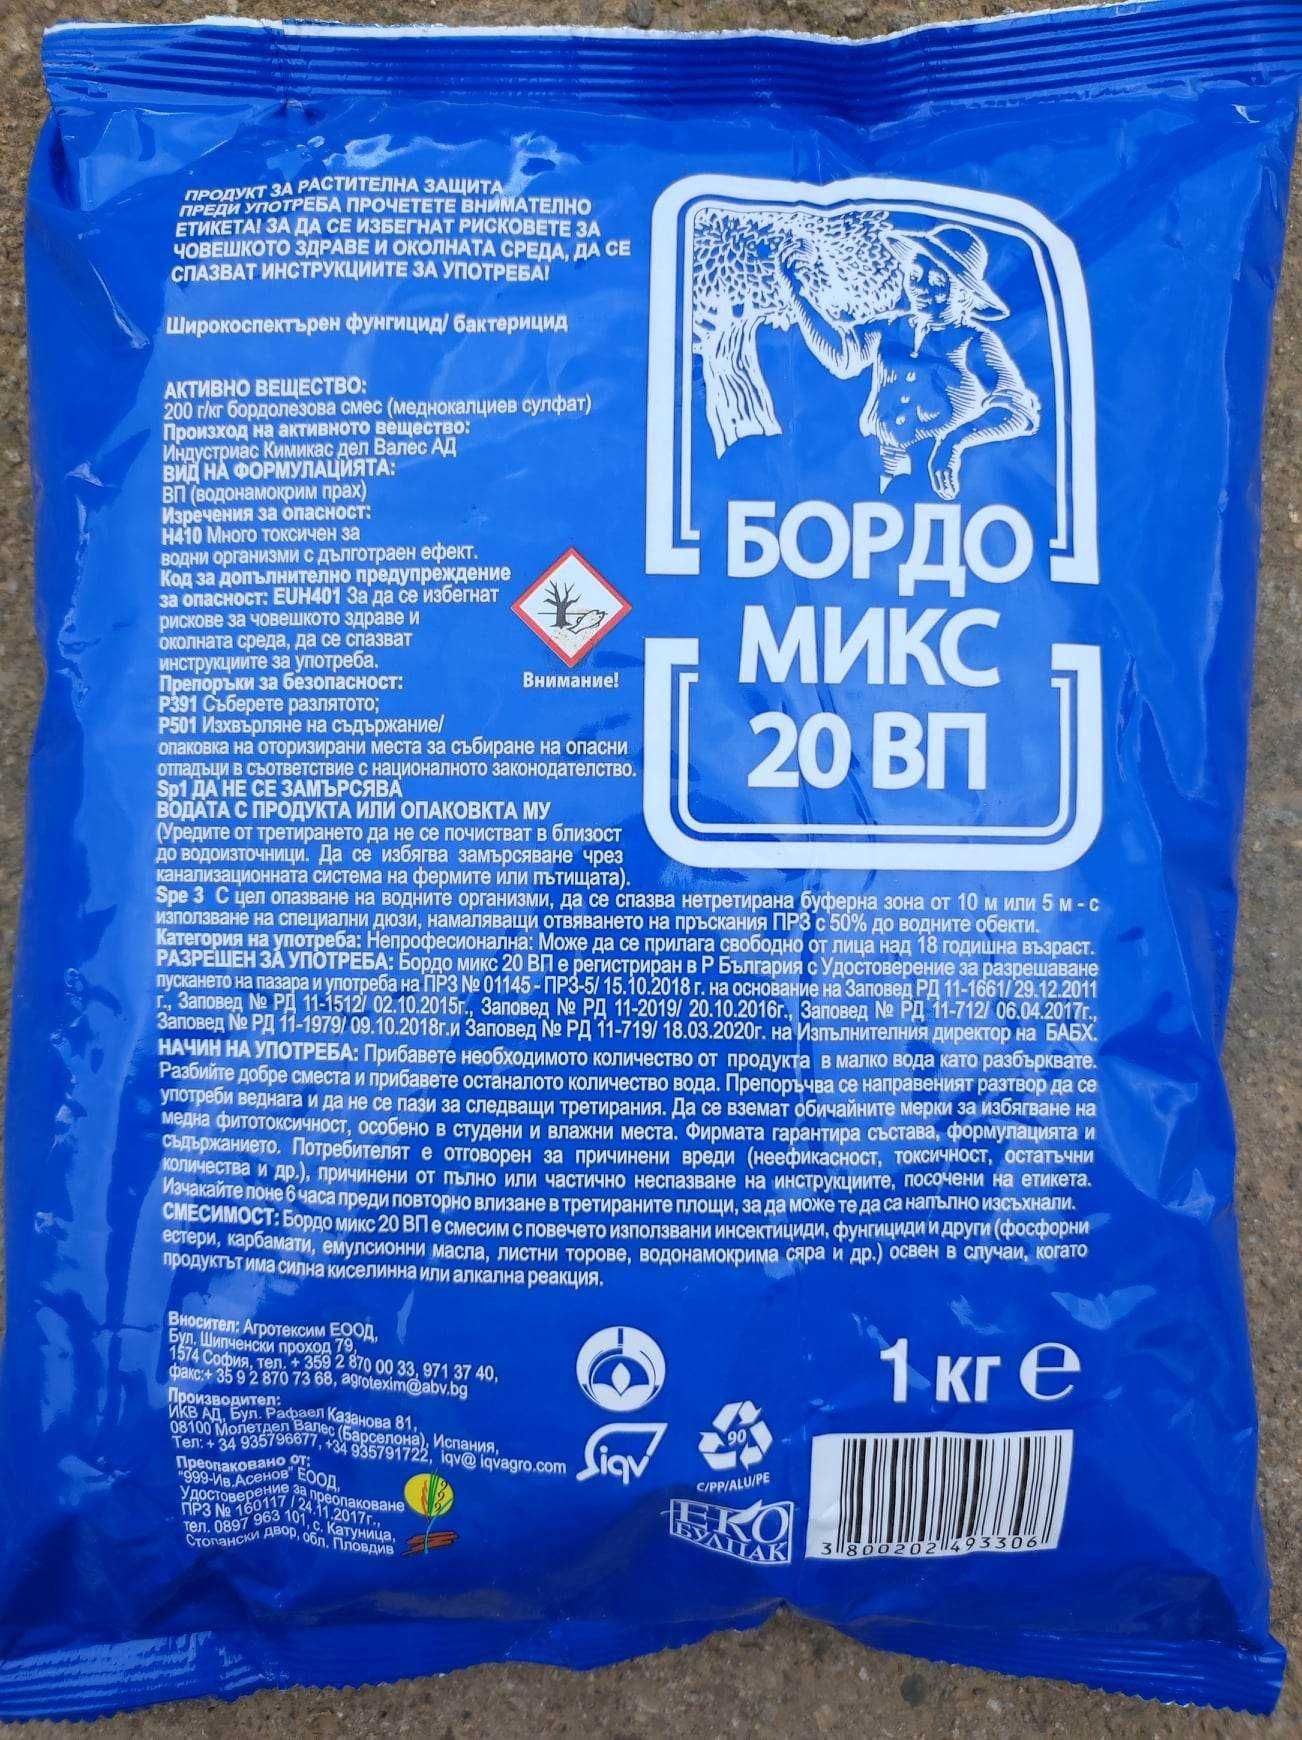 ПРОДУКТ ЗА РАСТИТЕЛНА ЗАЩИТА
ПРЕДИ УПОТРЕБА ПРОЧЕТЕТЕ ВНИМАТЕЛНО
ЕТИКЕТА! ЗА ДА СЕ ИЗБЕГНАТ РИСКОВЕТЕ ЗА
ЧОВЕШКОТО ЗДРАВЕ И ОКОЛНАТА СРЕДА, ДА СЕ
СПАЗВАТ ИНСТРУКЦИИТЕ ЗА УПОТРЕБА!
Широкоспектърен фунгицид/ бактерицид
АКТИВНО ВЕЩЕСТВО:
200 г/кг бордолезова смес (меднокалциев сулфат)
Произход на активното вещество:
Индустриас Кимикас дел Валес АД
ВИД НА ФОРМУЛАЦИЯТА:
ВП (водонамокрим прах)
Изречения за опасност:
H410 Много токсичен за
водни организми с дълготраен ефект.
Код за допълнително предупреждение
за опасност: EUH401 За да се избегнат
рискове за човешкото здраве и
околната среда, да се спазват
инструкциите за употреба.
Препоръки за безопасност:
P391 Съберете разлятото;
P501 Изхвърляне на съдържание/
опаковка на оторизирани места за събиране на опасни
отпадъци в съответствие с националното законодателство.
Sp1 ДА НЕ СЕ ЗАМЪРСЯВА
ВОДАТА С ПРОДУКТА ИЛИ ОПАКОВКТА МУ
(Уредите от третирането да не се почистват в близост
до водоизточници. Да се избягва замърсяване чрез
канализационната система на фермите или пътищата).
Внимание!
БОРДО
МИКС
20 ВП
Spe 3 С цел опазване на водните организми, да се спазва нетретирана буферна зона от 10 м или 5 м - с
използване на специални дюзи, намаляващи отвяването на пръскания ПРЗ с 50% до водните обекти.
Категория на употреба: Непрофесионална: Може да се прилага свободно от лица над 18 годишна възраст.
РАЗРЕШЕН ЗА УПОТРЕБА: Бордо микс 20 ВП е регистриран в Р България с Удостоверение за разрешаване
пускането на пазара и употреба на ПРЗ № 01145 - ПРЗ-5/ 15.10.2018 г. на основание на Заповед РД 11-1661/ 29.12.2011
г., Заповед № РД 11-1512/ 02.10.2015г., Заповед № РД 11-2019/ 20.10.2016г., Заповед № РД 11-712/ 06.04.2017г.,
Заповед № РД 11-1979/ 09.10.2018г.и Заповед № РД 11-719/ 18.03.2020г. на Изпълнителния директор на БАБХ.
НАЧИН НА УПОТРЕБА: Прибавете необходимото количество от продукта в малко вода като разбърквате.
Разбийте добре сместа и прибавете останалото количество вода. Препоръчва се направеният разтвор да се
употреби веднага и да не се пази за следващи третирания. Да се вземат обичайните мерки за избягване на
медна фитотоксичност, особено в студени и влажни места. Фирмата гарантира състава, формулацията и
съдържанието. Потребителят е отговорен за причинени вреди (неефикасност, токсичност, остатъчни
количества и др.), причинени от пълно или частично неспазване на инструкциите, посочени на етикета.
Изчакайте поне 6 часа преди повторно влизане в третираните площи, за да може те да са напълно изсъхнали.
СМЕСИМОСТ: Бордо микс 20 ВП е смесим с повечето използвани инсектициди, фунгициди и други (фосфорни
естери, карбамати, емулсионни масла, листни торове, водонамокрима сяра и др.) освен в случаи, когато
продуктът има силна киселинна или алкална реакция.
Вносител: Агротексим ЕООД,
Бул. Шипченски проход 79,
1574 София, тел. + 359 2 870 00 33, 971 37 40,
факс:+ 35 9 2 870 73 68, agrotexim@abv.bg
Производител:
ИКВ АД, Бул. Рафаел Казанова 81,
08100 Молетдел Валес (Барселона), Испания,
Тел: + 34 935796677, +34 935791722, iqv@ iqvagro.com
Преопаковано от:
"999-Ив.Асенов" ЕООД,
Удостоверение за преопаковане
ПРЗ № 160117 / 24.11.2017г.,
тел. 0897 963 101, с. Катуница,
Стопански двор, обл. Пловдив
999
iqv
90
C/PP/ALU/PE
ЕКО
БУЛПАК
1 кг e
3 800202 493306